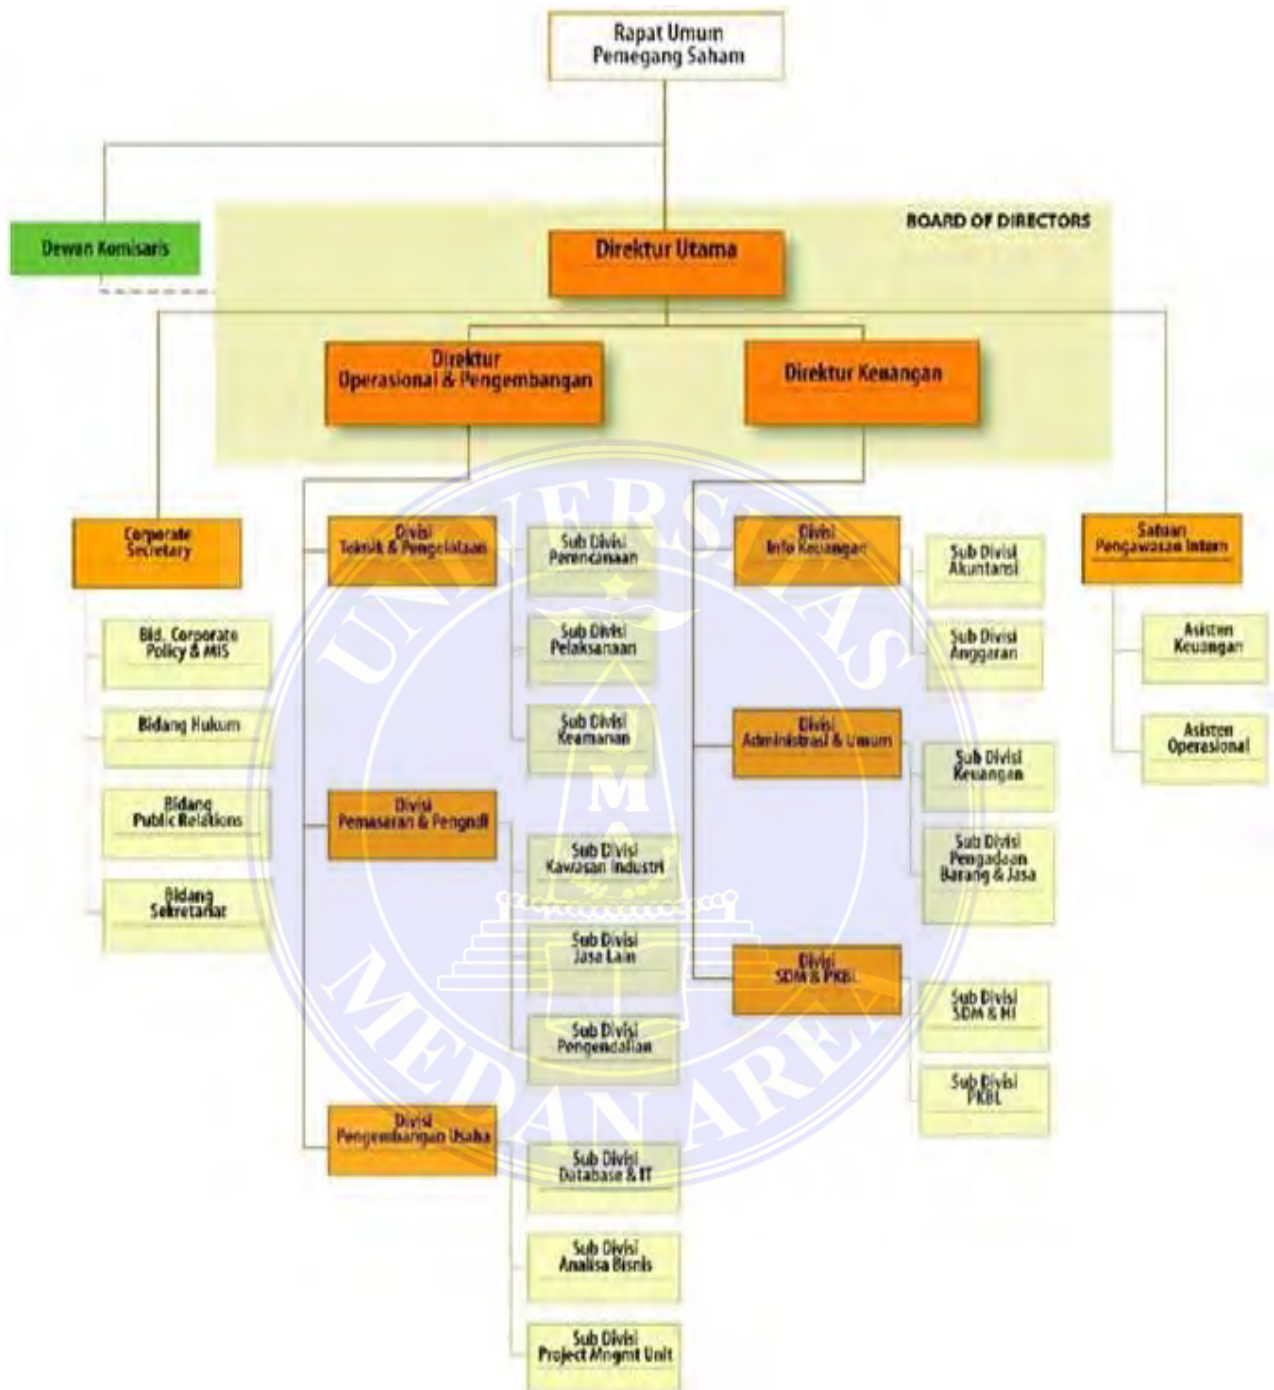 Rapat Umum
Pemegang Saham
BOARD OF DIRECTORS
Dewan Komisaris
Direktur Utama
Direktur
Operasional & Pengembangan
Direktur Keuangan
Corporate
Secretary
Bid. Corporate
Policy & MIS
Bidang Hukum
Bidang
Public Relations
Bidang
Sekretariat
Divisi
Teknik & Pengelolaan
Sub Divisi
Perencanaan
Sub Divisi
Pelaksanaan
Sub Divisi
Keamanan
Divisi
Pemasaran & Pengndl
Sub Divisi
Kawasan Industri
Sub Divisi
Jasa Lain
Sub Divisi
Pengendalian
Divisi
Pengembangan Usaha
Sub Divisi
Database & IT
Sub Divisi
Analisa Bisnis
Sub Divisi
Project Mngmt Unit
Divisi
Info Keuangan
Sub Divisi
Akuntansi
Sub Divisi
Anggaran
Divisi
Administrasi & Umum
Sub Divisi
Keuangan
Sub Divisi
Pengadaan
Barang & Jasa
Divisi
SDM & PKBL
Sub Divisi
SDM & HI
Sub Divisi
PKBL
Satuan
Pengawasan Intern
Asisten
Keuangan
Asisten
Operasional
UNIVERSITAS
MEDAN AREA